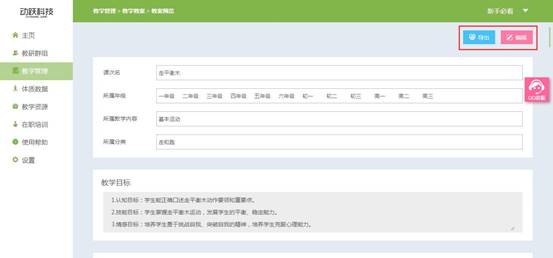 动跃科技
教学管理 > 教学教案 > 教案预览
新手必看
主页
教研群组
教学管理
体质数据
教学资源
在职培训
使用帮助
设置
导出
编辑
QQ客服
课次名
走平衡木
所属年级
一年级 二年级 三年级 四年级 五年级 六年级 初一 初二 初三 高一 高二 高三
所属教学内容
基本运动
所属分类
走和跑
教学目标
1.认知目标：学生能正确口述走平衡木动作要领和重要求。
2.技能目标：学生掌握走平衡木运动，发展学生的平衡、稳定能力。
3.情感目标：培养学生勇于挑战自我、突破自我的精神，培养学生克服心理能力。